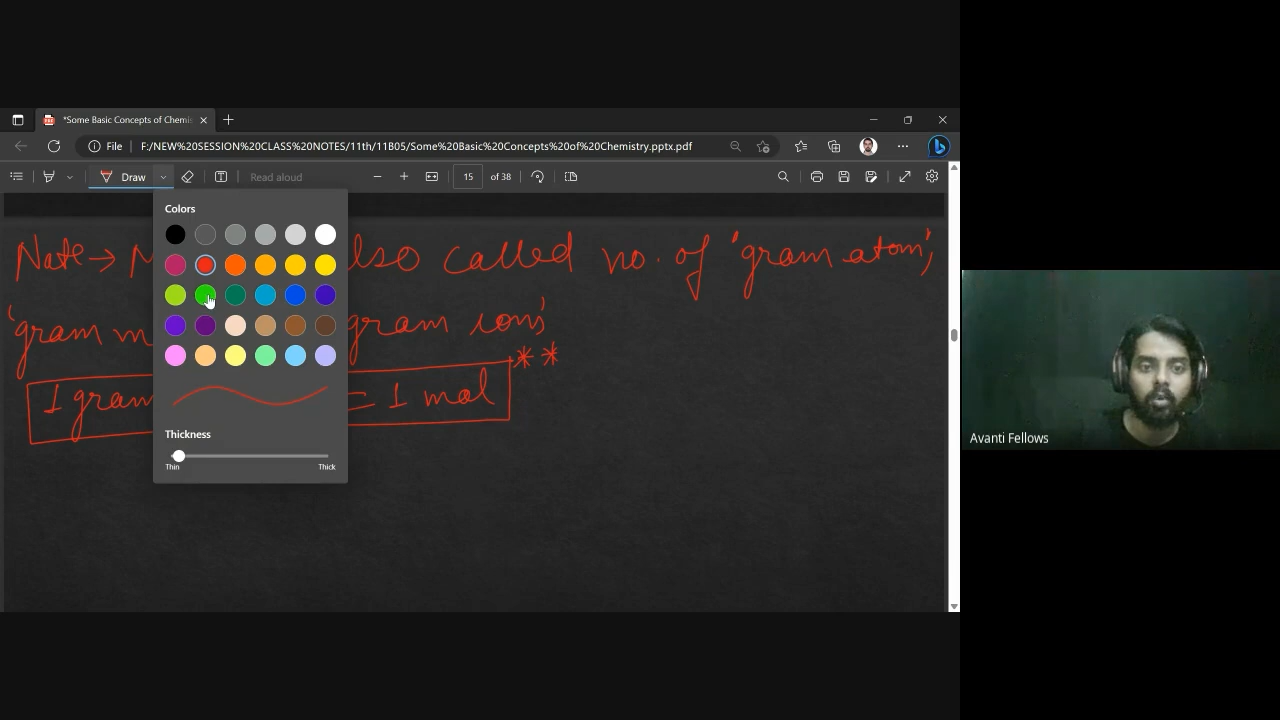 *Some Basic Concepts of Chemis
File F:/NEW%20SESSION%20CLASS%20NOTES/11th/11B05/Some%20Basic%20Concepts%20of%20Chemistry.pptx.pdf
Draw Read aloud 15 of 38
Colors
Note → lso called no. of 'gram atom',
'gram m gram ions'
1 gram = 1 mol **
Thickness
Thin Thick
Avanti Fellows